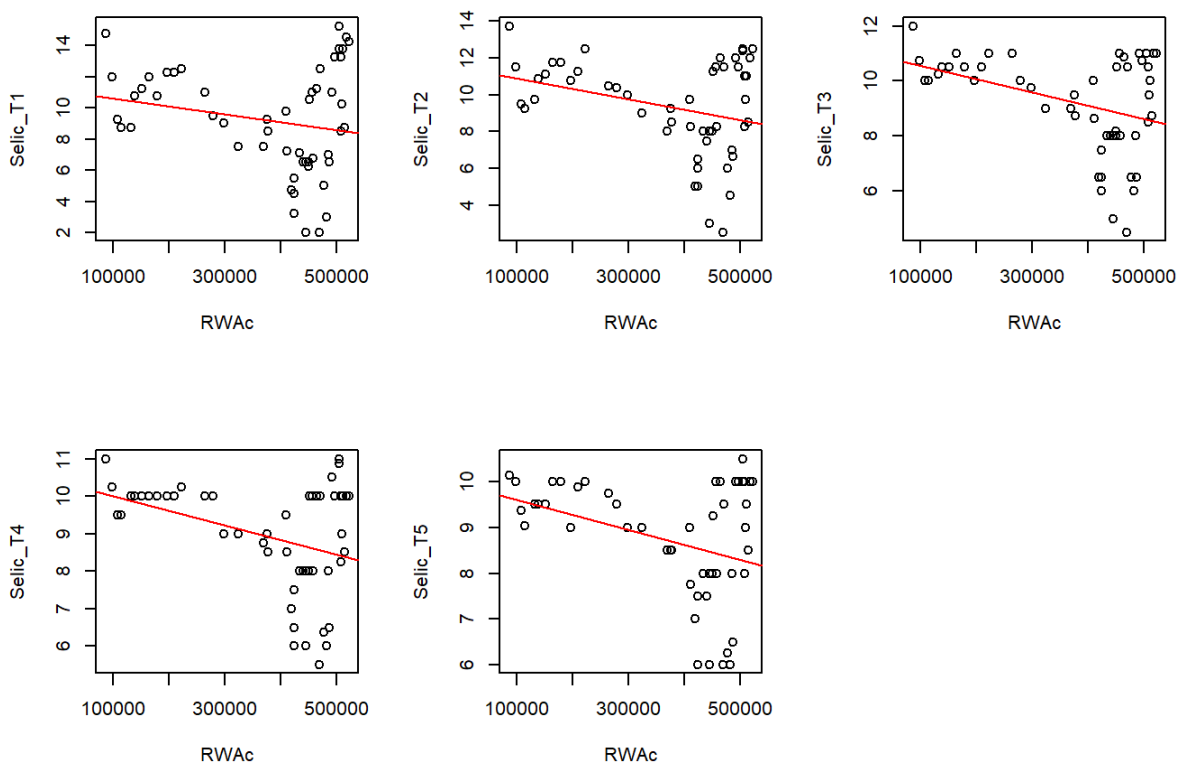 Selic_T1
2 4 6 8 10 14
100000 300000 500000
RWAc
Selic_T2
4 6 8 10 12 14
100000 300000 500000
RWAc
Selic_T3
6 8 10 12
100000 300000 500000
RWAc
Selic_T4
6 7 8 9 10 11
100000 300000 500000
RWAc
Selic_T5
6 7 8 9 10
100000 300000 500000
RWAc